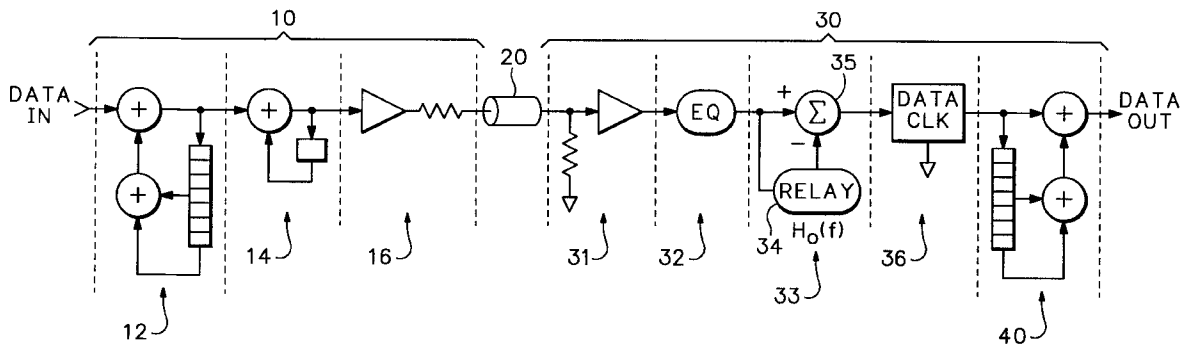 10
30
20
35
DATA
IN
+
+
+
Σ
−
EQ
DATA
CLK
+
DATA
OUT
+
+
RELAY
34
H₀(f)
14
16
31
32
36
33
12
40